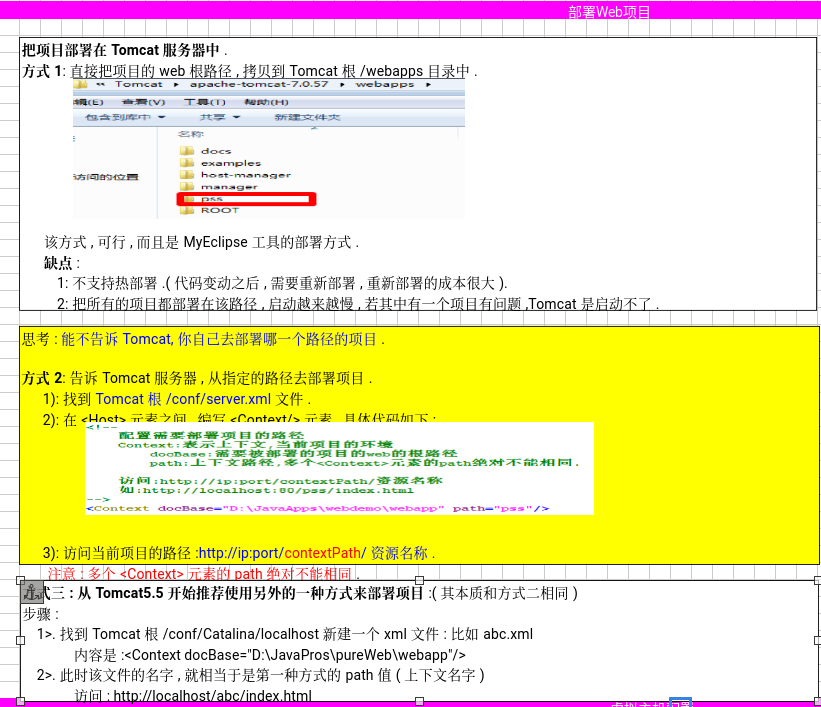 部署Web项目
把项目部署在 Tomcat 服务器中 .
方式 1: 直接把项目的 web 根路径 , 拷贝到 Tomcat 根 /webapps 目录中 .
Tomcat ▸ apache-tomcat-7.0.57 ▸ webapps ▸
编辑(E) 查看(V) 工具(T) 帮助(H)
包含到库中 共享 新建文件夹
名称
docs
examples
host-manager
访问的位置
manager
pss
ROOT
该方式 , 可行 , 而且是 MyEclipse 工具的部署方式 .
缺点 :
1: 不支持热部署 .( 代码变动之后 , 需要重新部署 , 重新部署的成本很大 ).
2: 把所有的项目都部署在该路径 , 启动越来越慢 , 若其中有一个项目有问题 ,Tomcat 是启动不了 .
思考 : 能不告诉 Tomcat, 你自己去部署哪一个路径的项目 .
方式 2: 告诉 Tomcat 服务器 , 从指定的路径去部署项目 .
1): 找到 Tomcat 根 /conf/server.xml 文件 .
2): 在 <Host> 元素之间 , 编写 <Context/> 元素 , 具体代码如下 :
<!--
配置需要部署项目的路径
Context:表示上下文,当前项目的环境
docBase:需要被部署的项目的web的根路径
path:上下文路径,多个<Context>元素的path绝对不能相同.
访问:http://ip:port/contextPath/资源名称
如:http://localhost:80/pss/index.html
-->
<Context docBase="D:\JavaApps\webdemo\webapp" path="pss"/>
3): 访问当前项目的路径 :http://ip:port/contextPath/ 资源名称 .
注意 : 多个 <Context> 元素的 path 绝对不能相同 .
式三 : 从 Tomcat5.5 开始推荐使用另外的一种方式来部署项目 :( 其本质和方式二相同 )
步骤 :
1>. 找到 Tomcat 根 /conf/Catalina/localhost 新建一个 xml 文件 : 比如 abc.xml
内容是 :<Context docBase="D:\JavaPros\pureWeb\webapp"/>
2>. 此时该文件的名字 , 就相当于是第一种方式的 path 值 ( 上下文名字 )
访问 : http://localhost/abc/index.html